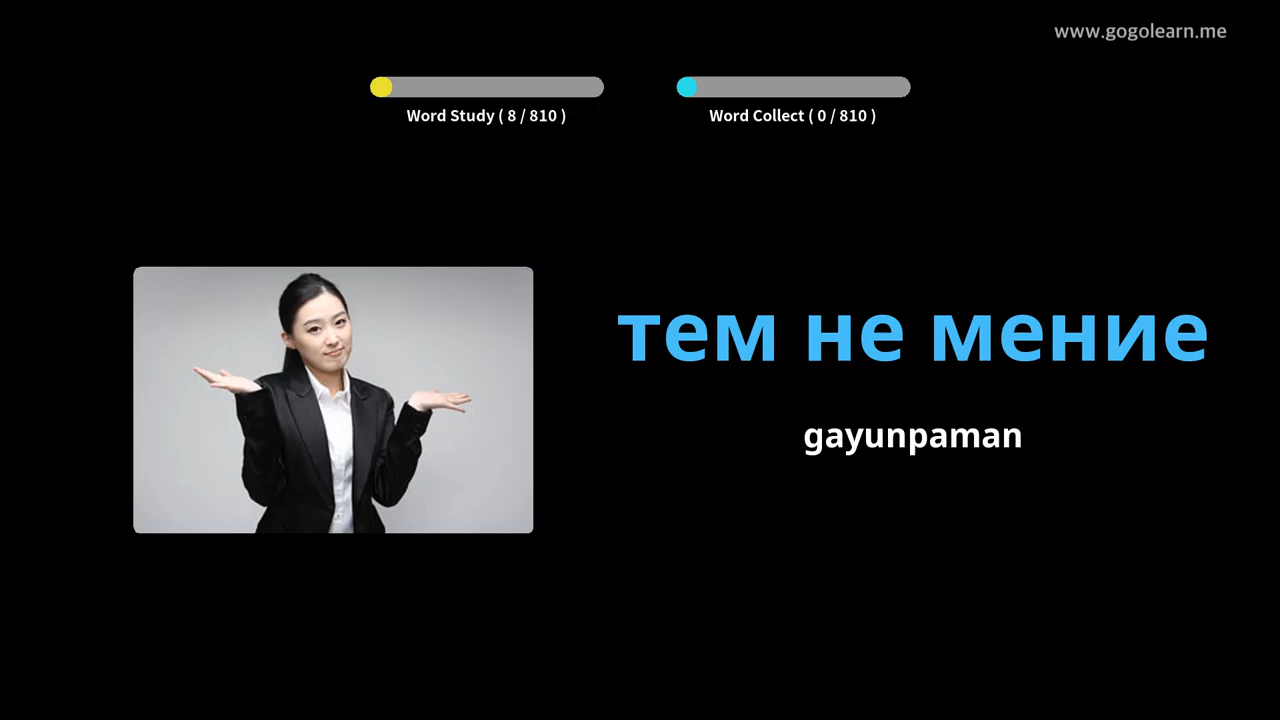 www.gogolearn.me
Word Study ( 8 / 810 )
Word Collect ( 0 / 810 )
тем не мение
gayunpaman